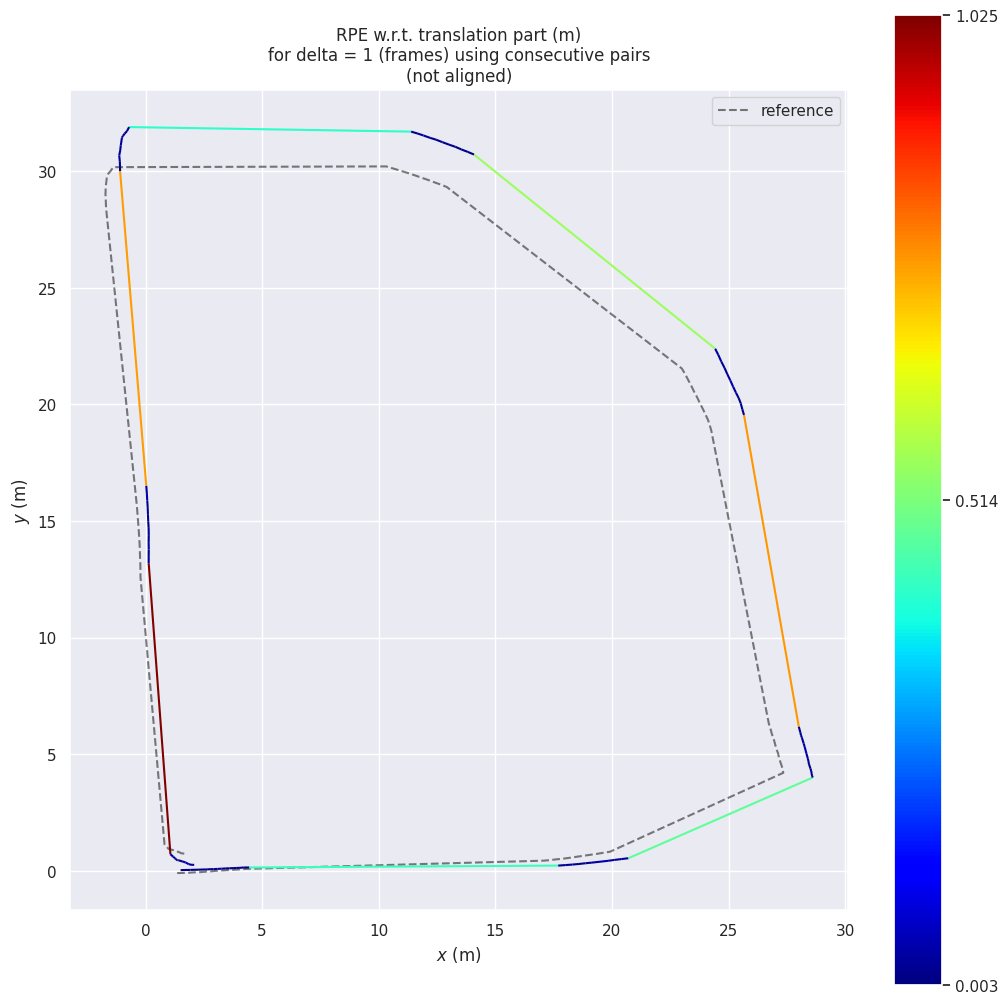 RPE w.r.t. translation part (m)
for delta = 1 (frames) using consecutive pairs
(not aligned)
reference
1.025
0.514
0.003
30
25
20
15
10
5
0
y (m)
0 5 10 15 20 25 30
x (m)